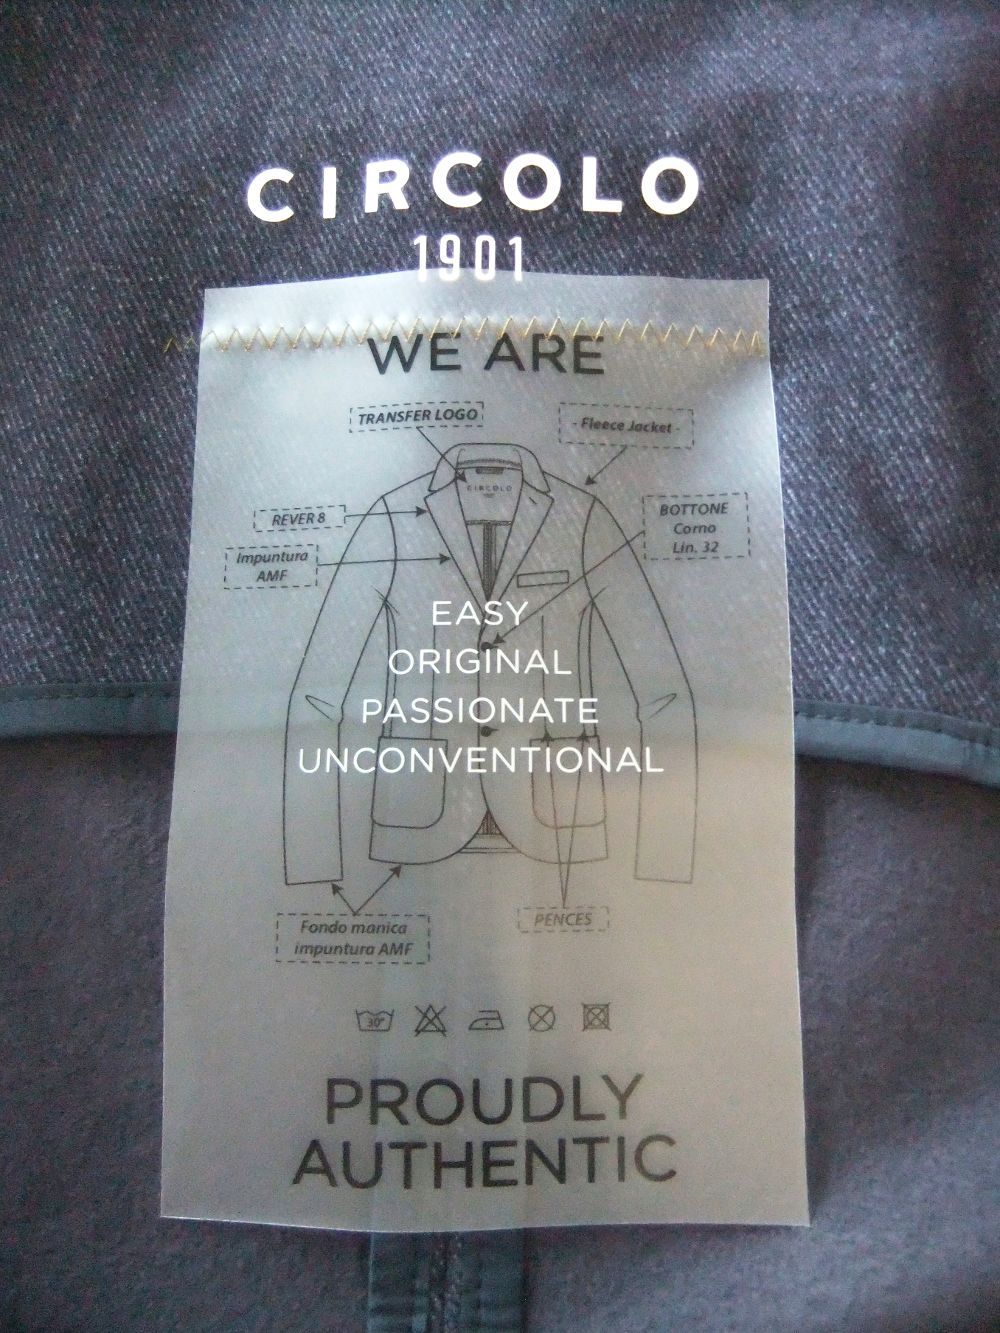 CIRCOLO
1901
WE ARE
TRANSFER LOGO
- Fleece Jacket -
CIRCOLO
REVER 8
BOTTONE
Corno
Lin. 32
Impuntura
AMF
EASY
ORIGINAL
PASSIONATE
UNCONVENTIONAL
PENCES
Fondo manica
impuntura AMF
30°
PROUDLY
AUTHENTIC